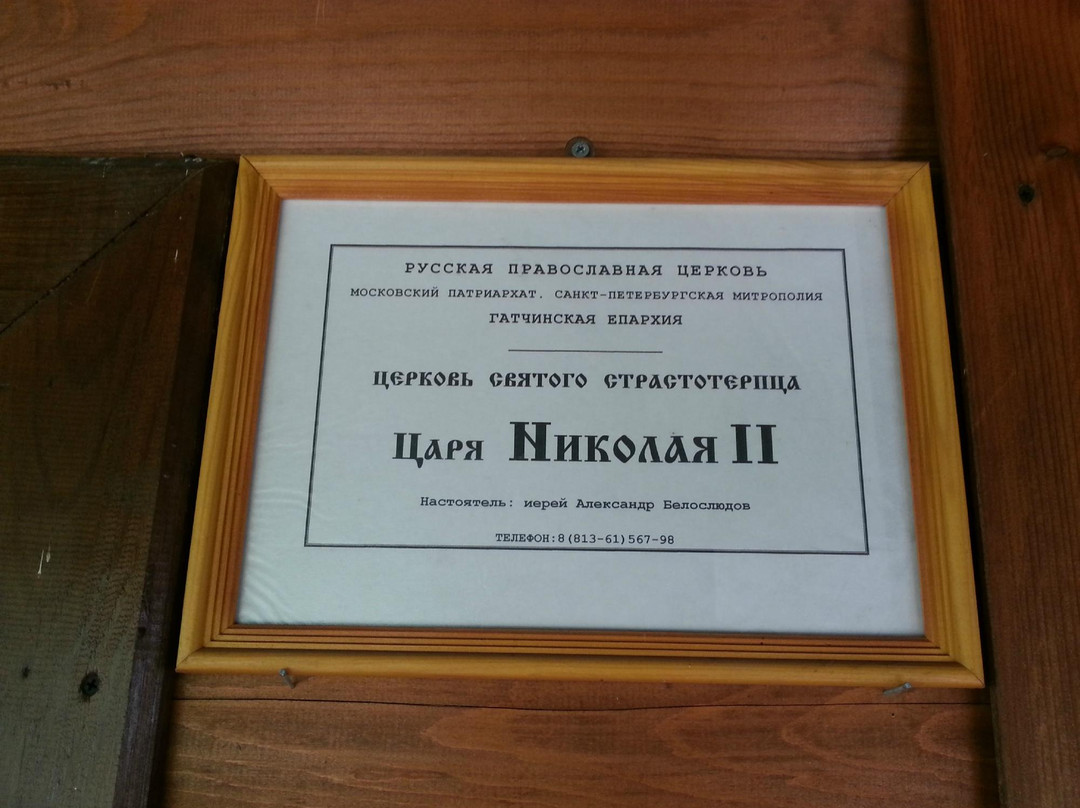 РУССКАЯ ПРАВОСЛАВНАЯ ЦЕРКОВЬ
МОСКОВСКИЙ ПАТРИАРХАТ. САНКТ-ПЕТЕРБУРГСКАЯ МИТРОПОЛИЯ
ГАТЧИНСКАЯ ЕПАРХИЯ
ЦЕРКОВЬ СВЯТОГО СТРАСТОТЕРПЦА
ЦАРЯ НИКОЛАЯ II
Настоятель: иерей Александр Белослюдов
ТЕЛЕФОН:8(813-61)567-98